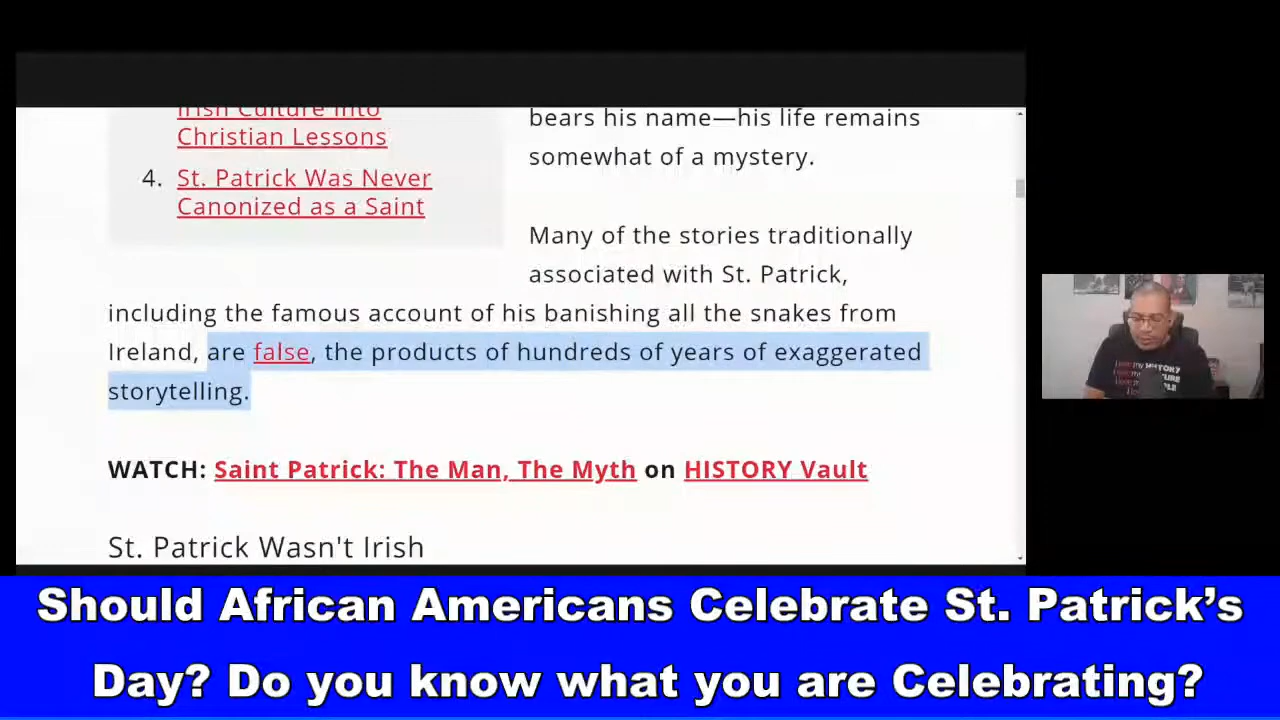 Irish Culture into
Christian Lessons
4. St. Patrick Was Never
Canonized as a Saint
bears his name—his life remains
somewhat of a mystery.
Many of the stories traditionally
associated with St. Patrick,
including the famous account of his banishing all the snakes from
Ireland, are false, the products of hundreds of years of exaggerated
storytelling.
WATCH: Saint Patrick: The Man, The Myth on HISTORY Vault
St. Patrick Wasn't Irish
HISTORY
Should African Americans Celebrate St. Patrick’s
Day? Do you know what you are Celebrating?